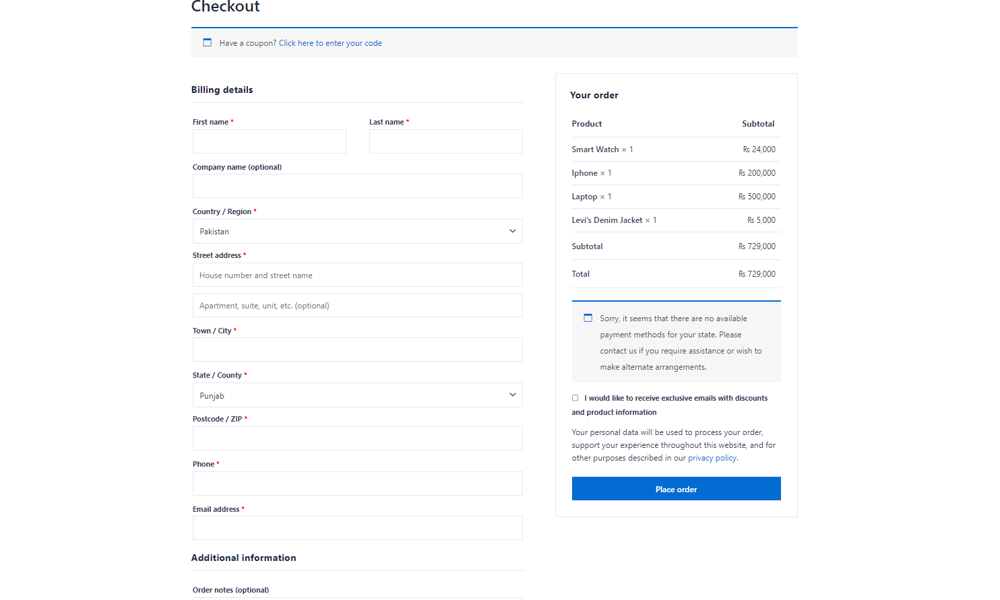 Checkout
Have a coupon? Click here to enter your code
Billing details
First name *
Last name *
Company name (optional)
Country / Region *
Pakistan
Street address *
House number and street name
Apartment, suite, unit, etc. (optional)
Town / City *
State / County *
Punjab
Postcode / ZIP *
Phone *
Email address *
Additional information
Order notes (optional)
Your order
Product Subtotal
Smart Watch × 1 Rs 24,000
Iphone × 1 Rs 200,000
Laptop × 1 Rs 500,000
Levi's Denim Jacket × 1 Rs 5,000
Subtotal Rs 729,000
Total Rs 729,000
Sorry, it seems that there are no available
payment methods for your state. Please
contact us if you require assistance or wish to
make alternate arrangements.
I would like to receive exclusive emails with discounts
and product information
Your personal data will be used to process your order,
support your experience throughout this website, and for
other purposes described in our privacy policy.
Place order